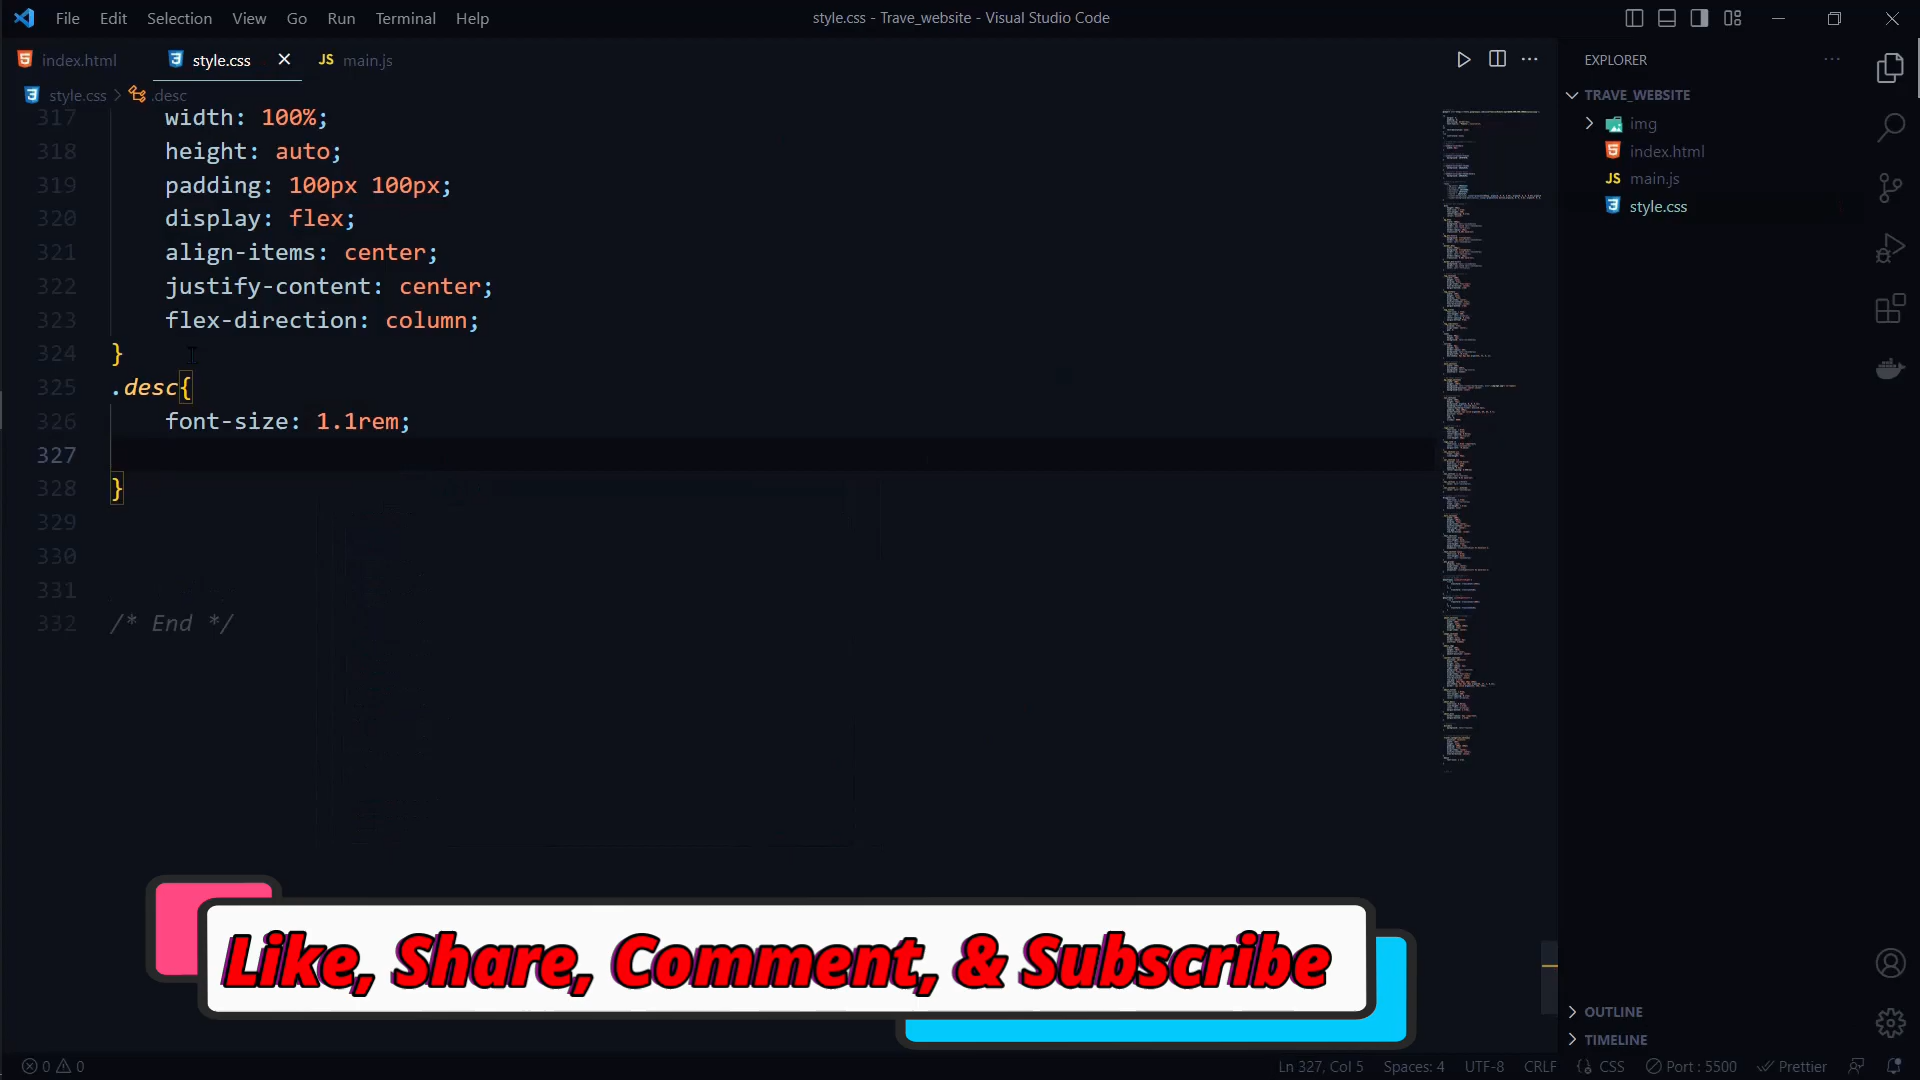 File Edit Selection View Go Run Terminal Help
style.css - Trave_website - Visual Studio Code
index.html
style.css
JS main.js
style.css > .desc
317 width: 100%;
318 height: auto;
319 padding: 100px 100px;
320 display: flex;
321 align-items: center;
322 justify-content: center;
323 flex-direction: column;
324 }
325 .desc{
326 font-size: 1.1rem;
327
328 }
329
330
331
332 /* End */
EXPLORER
TRAVE_WEBSITE
img
index.html
JS main.js
style.css
OUTLINE
TIMELINE
Like, Share, Comment, & Subscribe
0 0
Ln 327, Col 5 Spaces: 4 UTF-8 CRLF CSS Port : 5500 Prettier